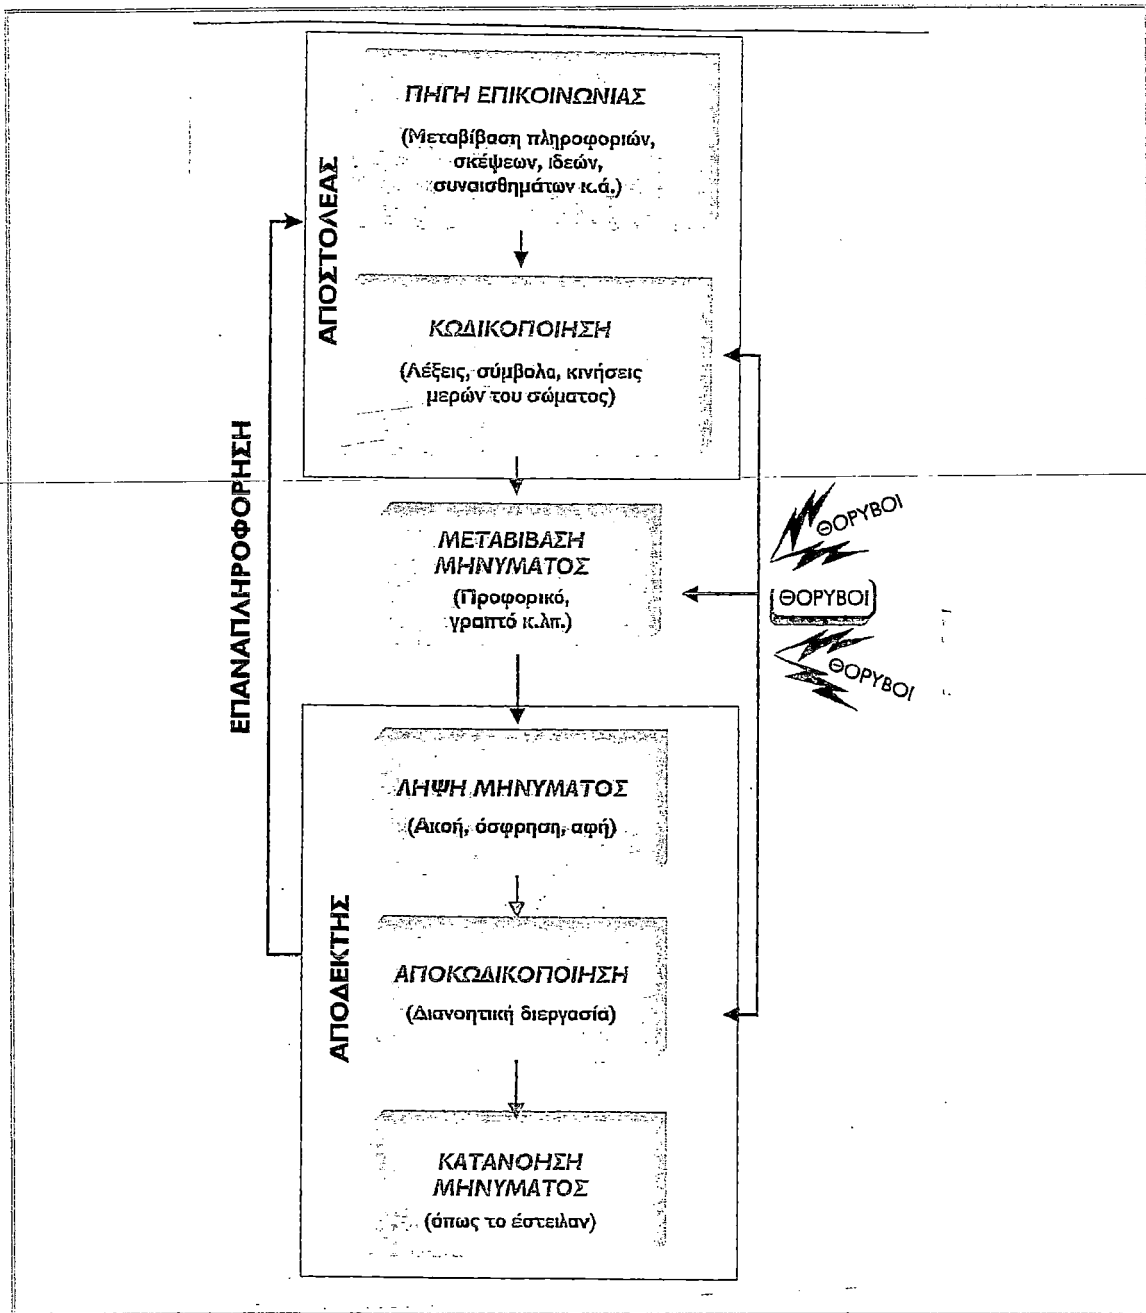 ΠΗΓΗ ΕΠΙΚΟΙΝΩΝΙΑΣ
(Μεταβίβαση πληροφοριών,
σκέψεων, ιδεών,
συναισθημάτων κ.ά.)
ΑΠΟΣΤΟΛΕΑΣ
ΚΩΔΙΚΟΠΟΙΗΣΗ
(Λέξεις, σύμβολα, κινήσεις
μερών του σώματος)
ΕΠΑΝΑΠΛΗΡΟΦΟΡΗΣΗ
ΜΕΤΑΒΙΒΑΣΗ
ΜΗΝΥΜΑΤΟΣ
(Προφορικό,
γραπτό κ.λπ.)
ΘΟΡΥΒΟΙ
ΘΟΡΥΒΟΙ
ΘΟΡΥΒΟΙ
ΛΗΨΗ ΜΗΝΥΜΑΤΟΣ
(Ακοή, όσφρηση, αφή)
ΑΠΟΔΕΚΤΗΣ
ΑΠΟΚΩΔΙΚΟΠΟΙΗΣΗ
(Διανοητική διεργασία)
ΚΑΤΑΝΟΗΣΗ
ΜΗΝΥΜΑΤΟΣ
(όπως το έστειλαν)